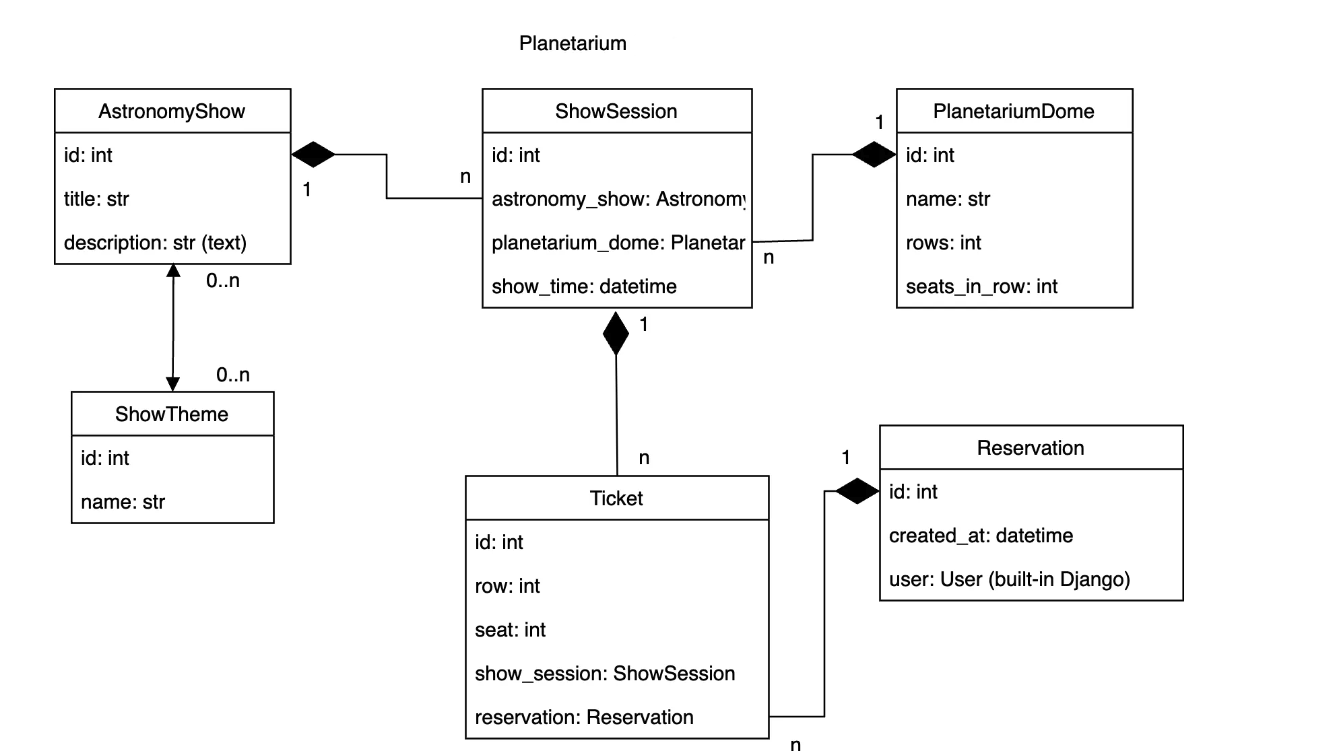 Planetarium
AstronomyShow
id: int
title: str
description: str (text)
1
n
0..n
0..n
ShowTheme
id: int
name: str
ShowSession
id: int
astronomy_show: Astronomy
planetarium_dome: Planetar
show_time: datetime
1
n
PlanetariumDome
id: int
name: str
rows: int
seats_in_row: int
1
n
Ticket
id: int
row: int
seat: int
show_session: ShowSession
reservation: Reservation
1
n
Reservation
id: int
created_at: datetime
user: User (built-in Django)